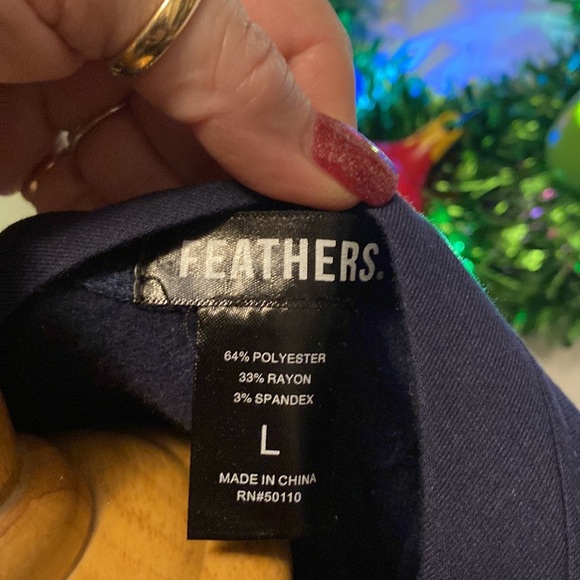 FEATHERS.
64% POLYESTER
33% RAYON
3% SPANDEX
L
MADE IN CHINA
RN#50110